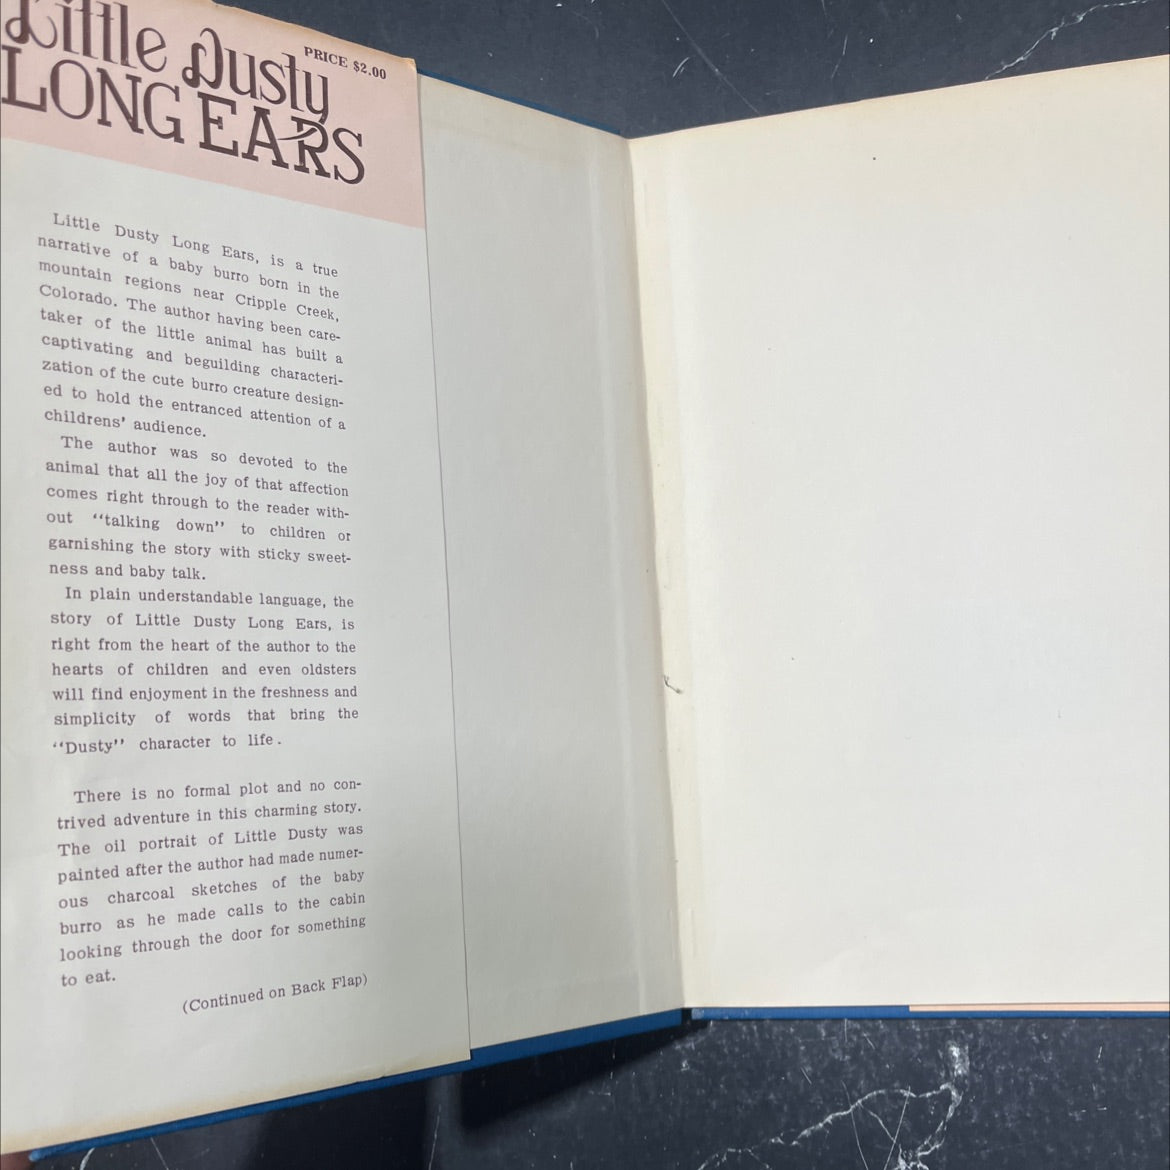 Little Dusty
PRICE $2.00
LONG EARS
Little Dusty Long Ears, is a true
narrative of a baby burro born in the
mountain regions near Cripple Creek,
Colorado. The author having been care-
taker of the little animal has built a
captivating and beguilding characteri-
zation of the cute burro creature design-
ed to hold the entranced attention of a
childrens' audience.
The author was so devoted to the
animal that all the joy of that affection
comes right through to the reader with-
out “talking down” to children or
garnishing the story with sticky sweet-
ness and baby talk.
In plain understandable language, the
story of Little Dusty Long Ears, is
right from the heart of the author to the
hearts of children and even oldsters
will find enjoyment in the freshness and
simplicity of words that bring the
“Dusty” character to life.
There is no formal plot and no con-
trived adventure in this charming story.
The oil portrait of Little Dusty was
painted after the author had made numer-
ous charcoal sketches of the baby
burro as he made calls to the cabin
looking through the door for something
to eat.
(Continued on Back Flap)